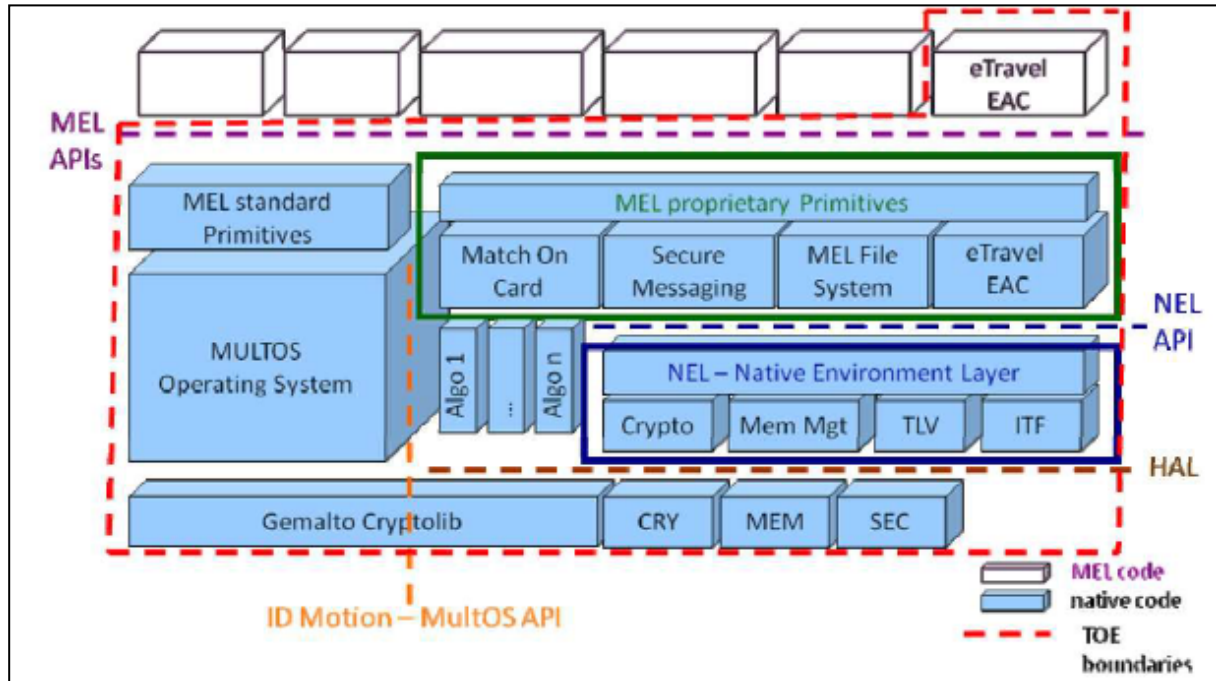 eTravel
EAC
MEL
APIs
MEL standard
Primitives
MEL proprietary Primitives
Match On
Card
Secure
Messaging
MEL File
System
eTravel
EAC
NEL
API
MULTOS
Operating System
Algo 1
...
Algo n
NEL – Native Environment Layer
Crypto
Mem Mgt
TLV
ITF
HAL
Gemalto Cryptolib
CRY
MEM
SEC
ID Motion – MultOS API
MEL code
native code
TOE
boundaries